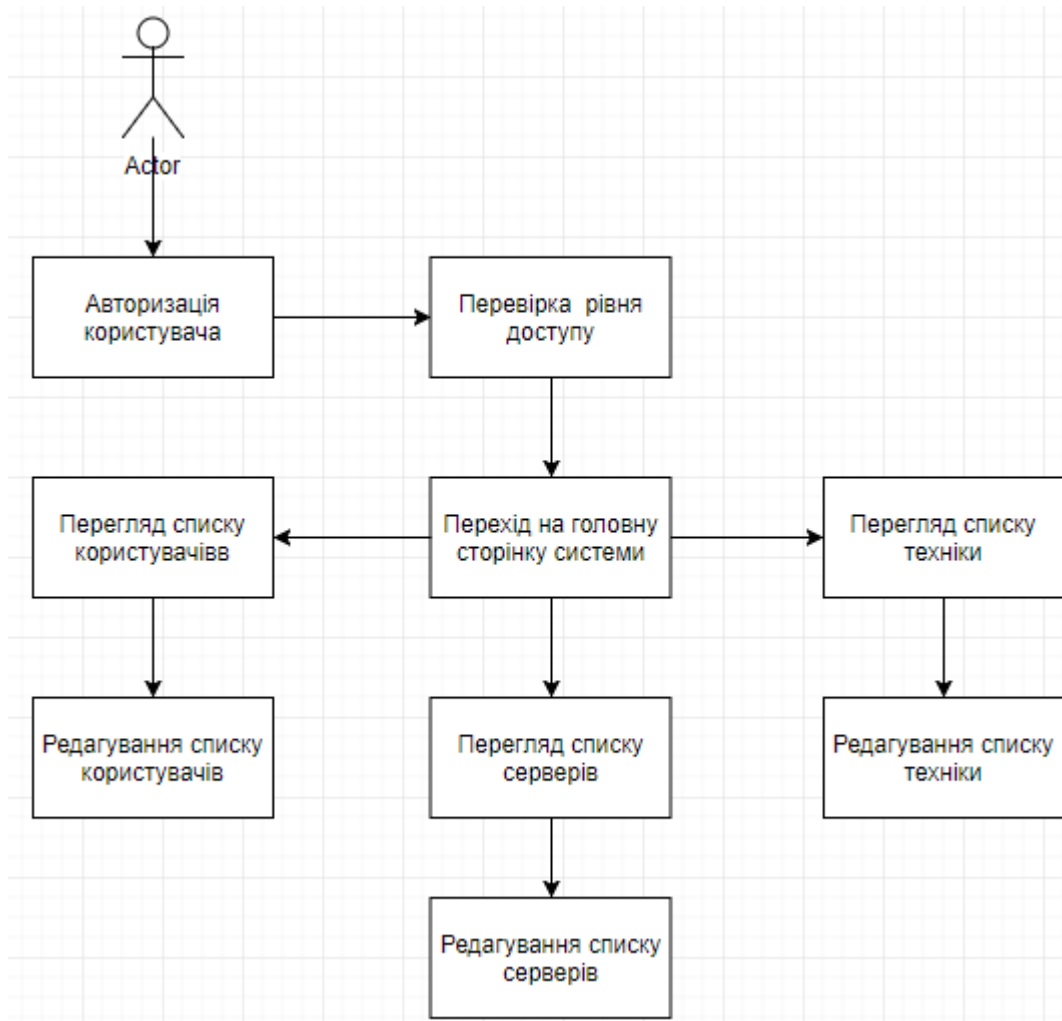 Actor
Авторизація
користувача
Перевірка рівня
доступу
Перегляд списку
користувачівв
Перехід на головну
сторінку системи
Перегляд списку
техніки
Редагування списку
користувачів
Перегляд списку
серверів
Редагування списку
техніки
Редагування списку
серверів